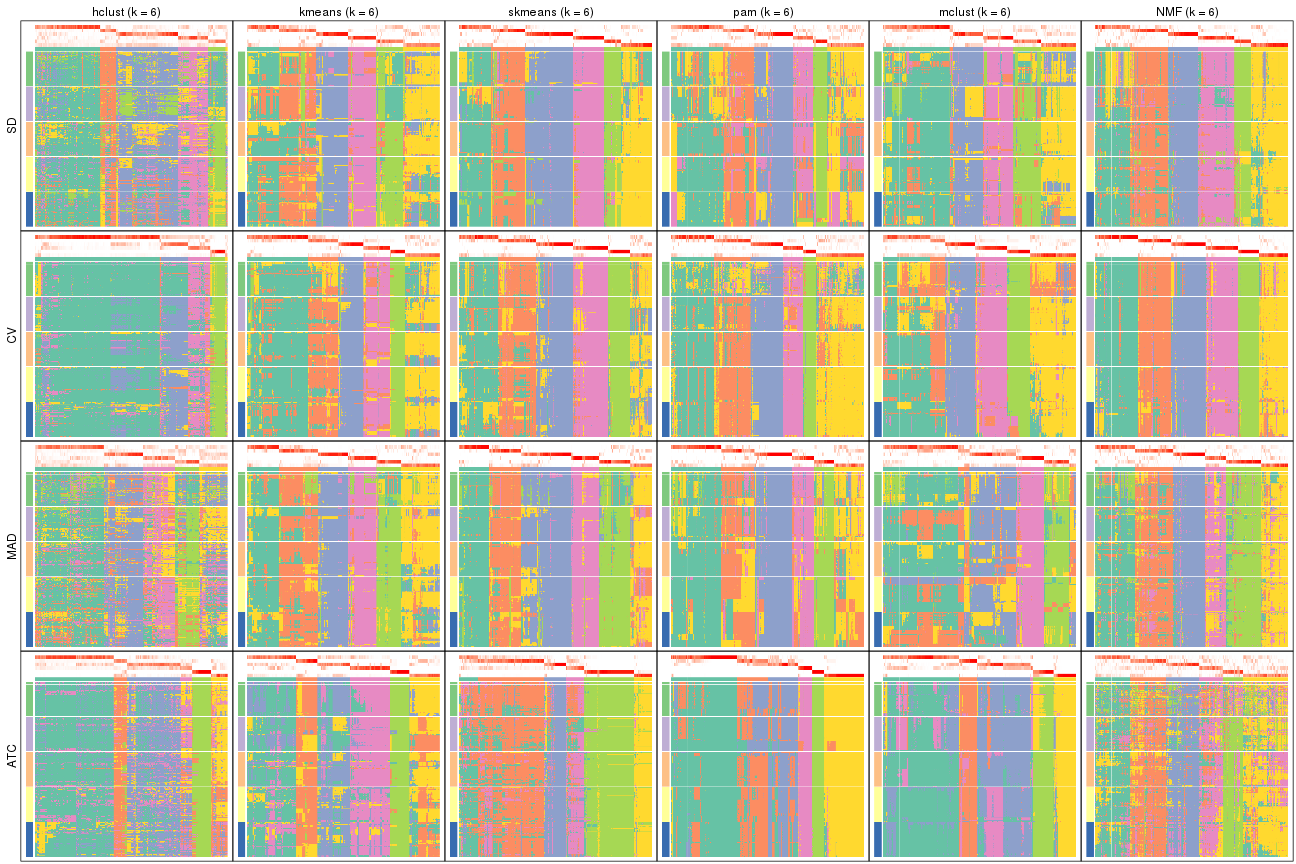 hclust (k = 6) kmeans (k = 6) skmeans (k = 6) pam (k = 6) mclust (k = 6) NMF (k = 6)
SD
CV
MAD
ATC